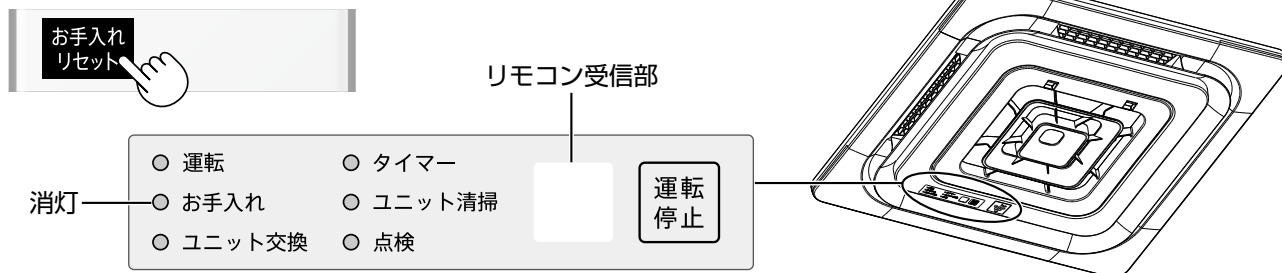 お手入れ
リセット
リモコン受信部
運転
タイマー
消灯
お手入れ
ユニット清掃
運転
停止
ユニット交換
点検